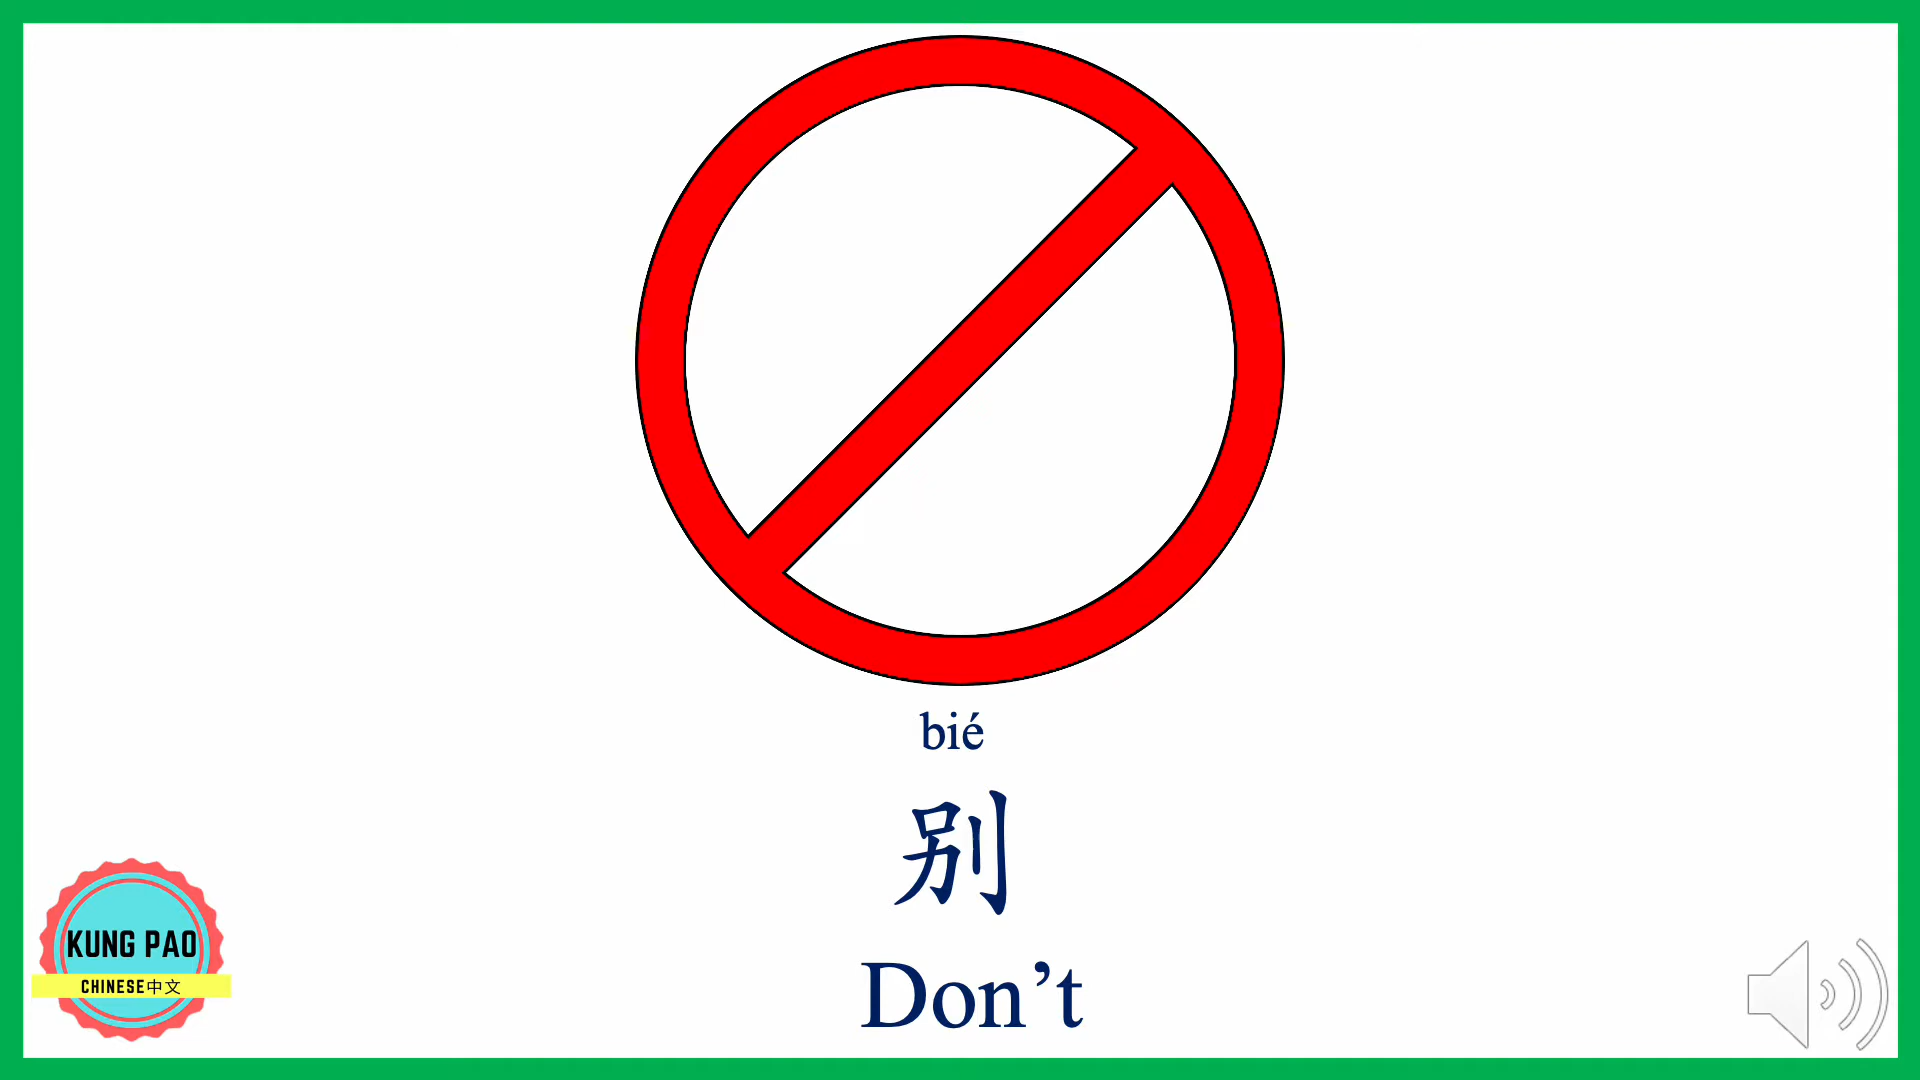 bié
别
Don’t
KUNG PAO
CHINESE中文